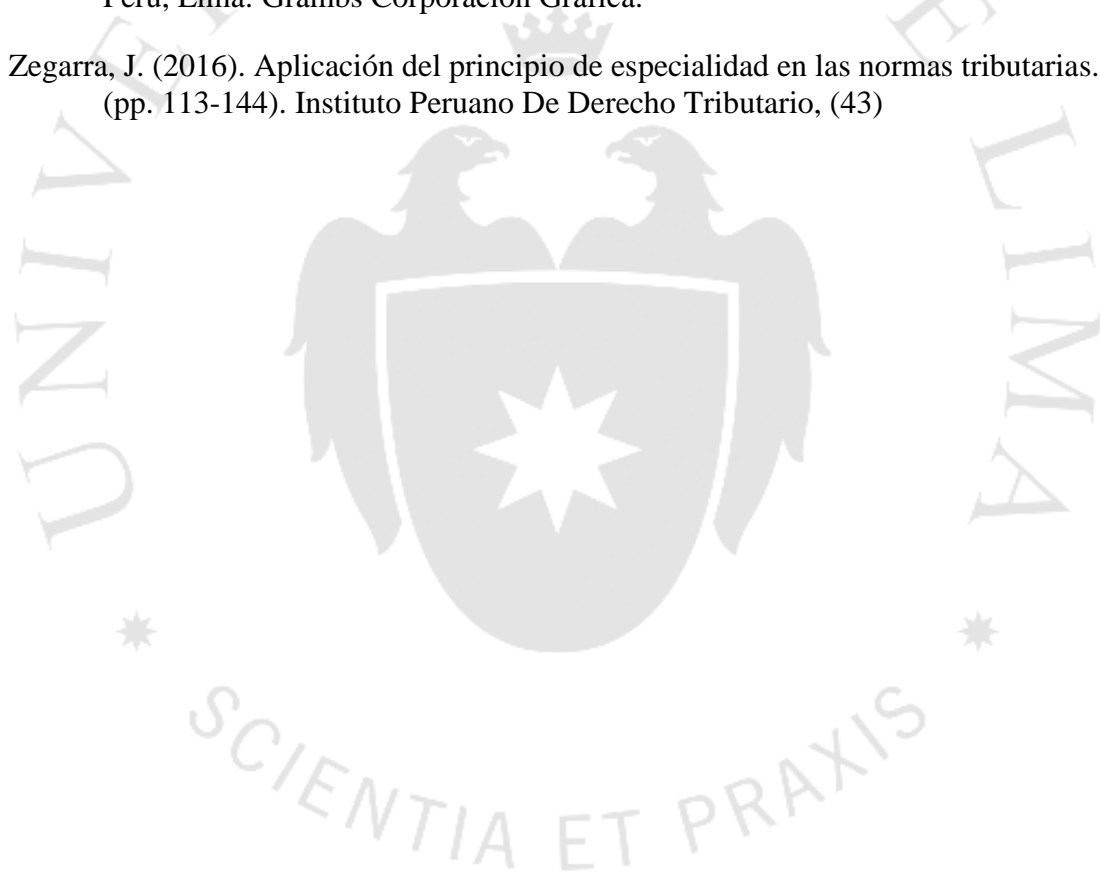 Perú, Lima: Grambs Corporación Gráfica.
Zegarra, J. (2016). Aplicación del principio de especialidad en las normas tributarias.
(pp. 113-144). Instituto Peruano De Derecho Tributario, (43)
LIMA
SCIENTIA ET PRAXIS